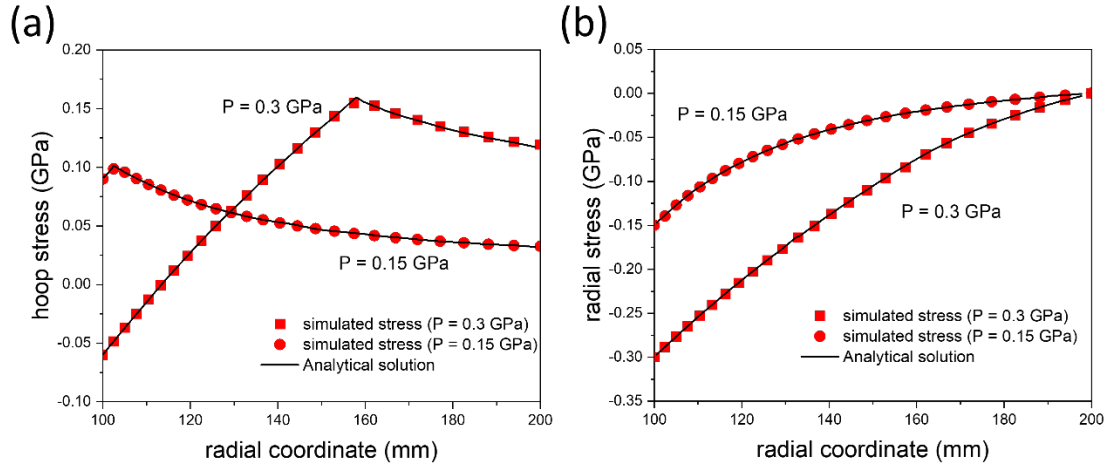 (a)
hoop stress (GPa)
0.20
0.15
0.10
0.05
0.00
-0.05
-0.10
P = 0.3 GPa
P = 0.15 GPa
simulated stress (P = 0.3 GPa)
simulated stress (P = 0.15 GPa)
Analytical solution
100 120 140 160 180 200
radial coordinate (mm)
(b)
radial stress (GPa)
0.05
0.00
-0.05
-0.10
-0.15
-0.20
-0.25
-0.30
-0.35
P = 0.15 GPa
P = 0.3 GPa
simulated stress (P = 0.3 GPa)
simulated stress (P = 0.15 GPa)
Analytical solution
100 120 140 160 180 200
radial coordinate (mm)